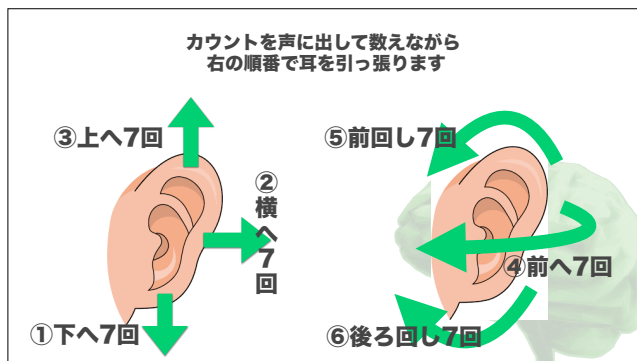 カウントを声に出して数えながら
右の順番で耳を引っ張ります
③上へ7回
②横へ7回
①下へ7回
⑤前回し7回
④前へ7回
⑥後ろ回し7回